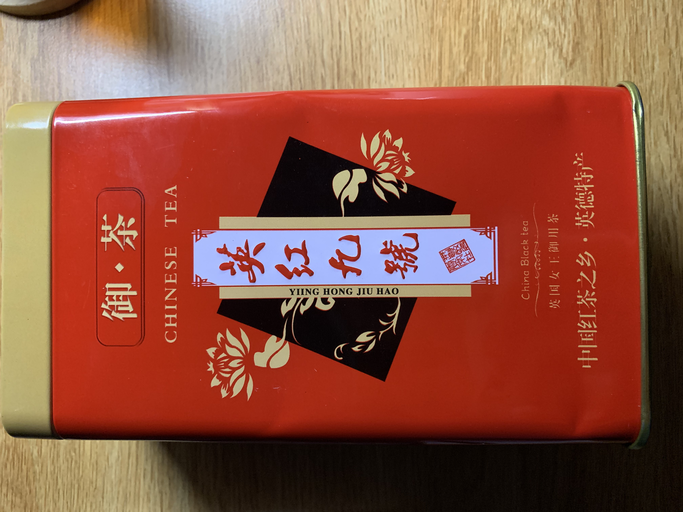 御·茶
CHINESE TEA
英红九號
YIING HONG JIU HAO
China Black tea
英国女王御用茶
中国红茶之乡·英德特产